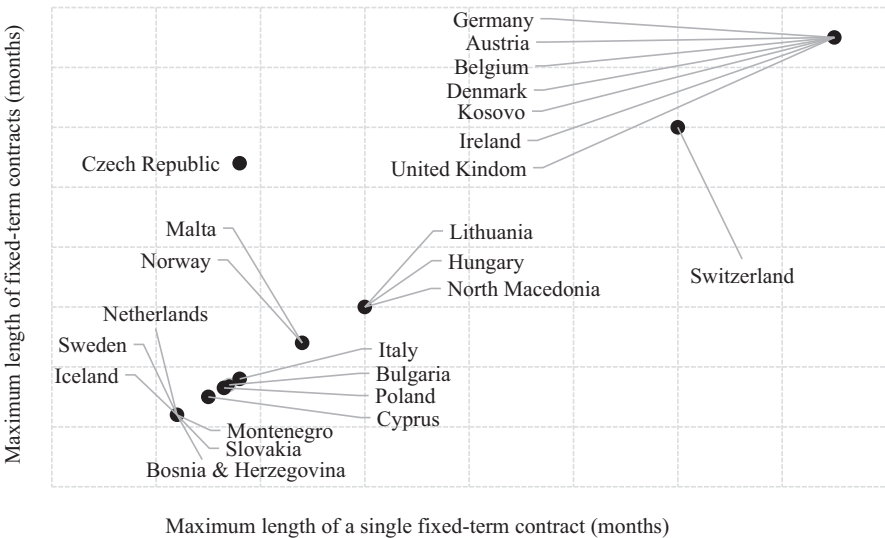 Maximum length of fixed-term contracts (months)
Germany
Austria
Belgium
Denmark
Kosovo
Ireland
United Kindom
Czech Republic
Malta
Norway
Lithuania
Hungary
North Macedonia
Switzerland
Netherlands
Sweden
Iceland
Italy
Bulgaria
Poland
Cyprus
Montenegro
Slovakia
Bosnia & Herzegovina
Maximum length of a single fixed-term contract (months)